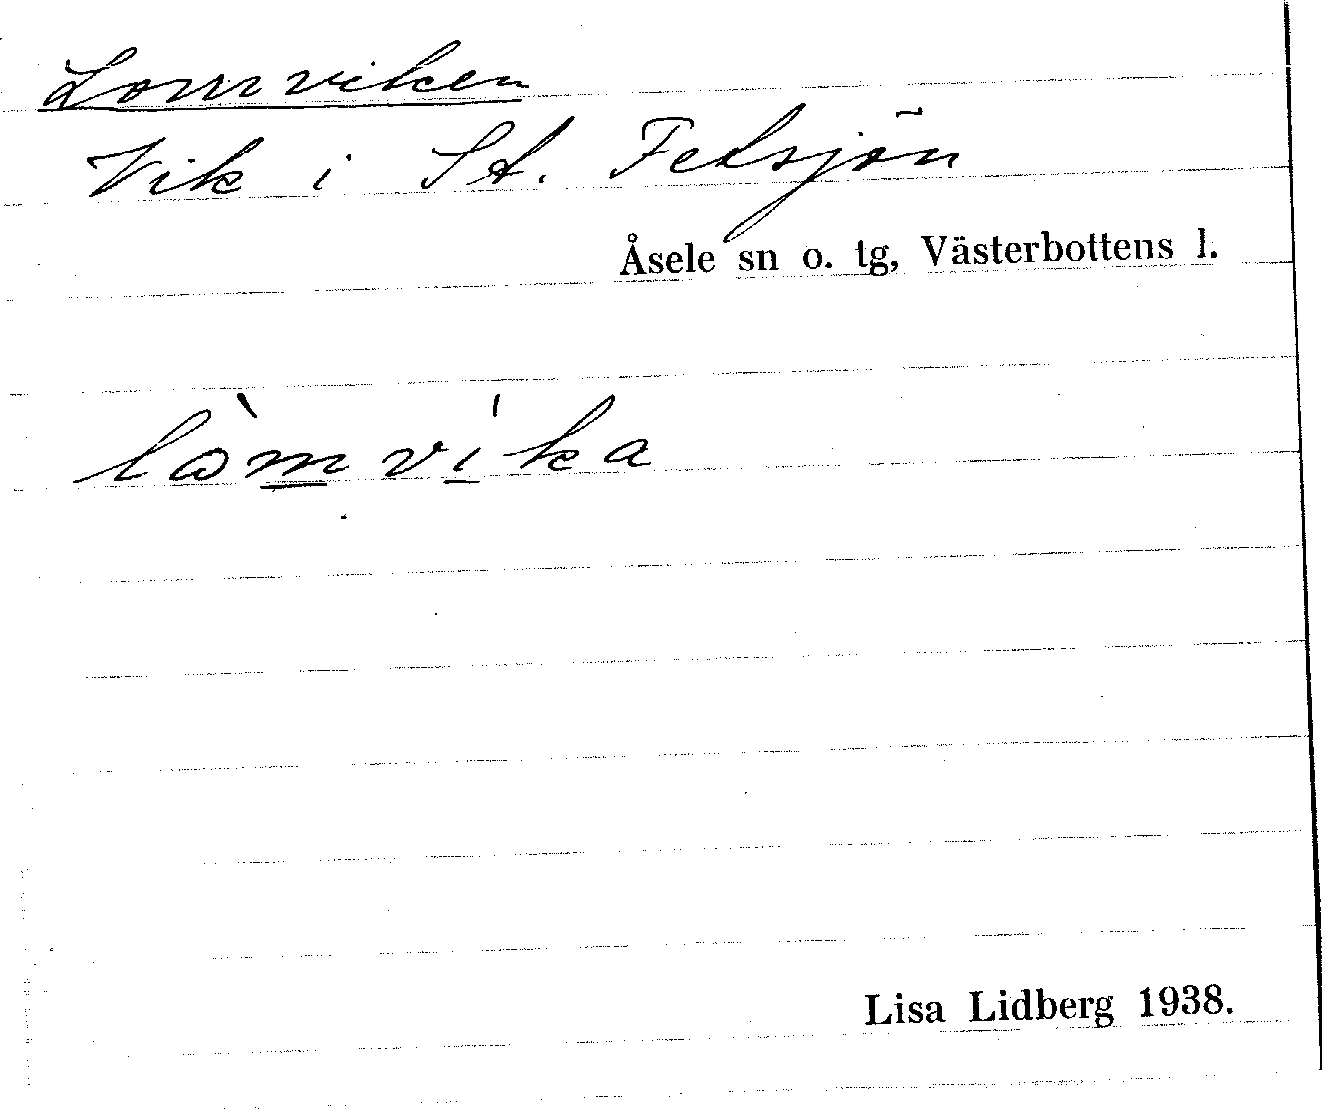 Lomviken
Vik i St. Fetsjön
Åsele sn o. tg, Västerbottens l.
lòmvíka
Lisa Lidberg 1938.